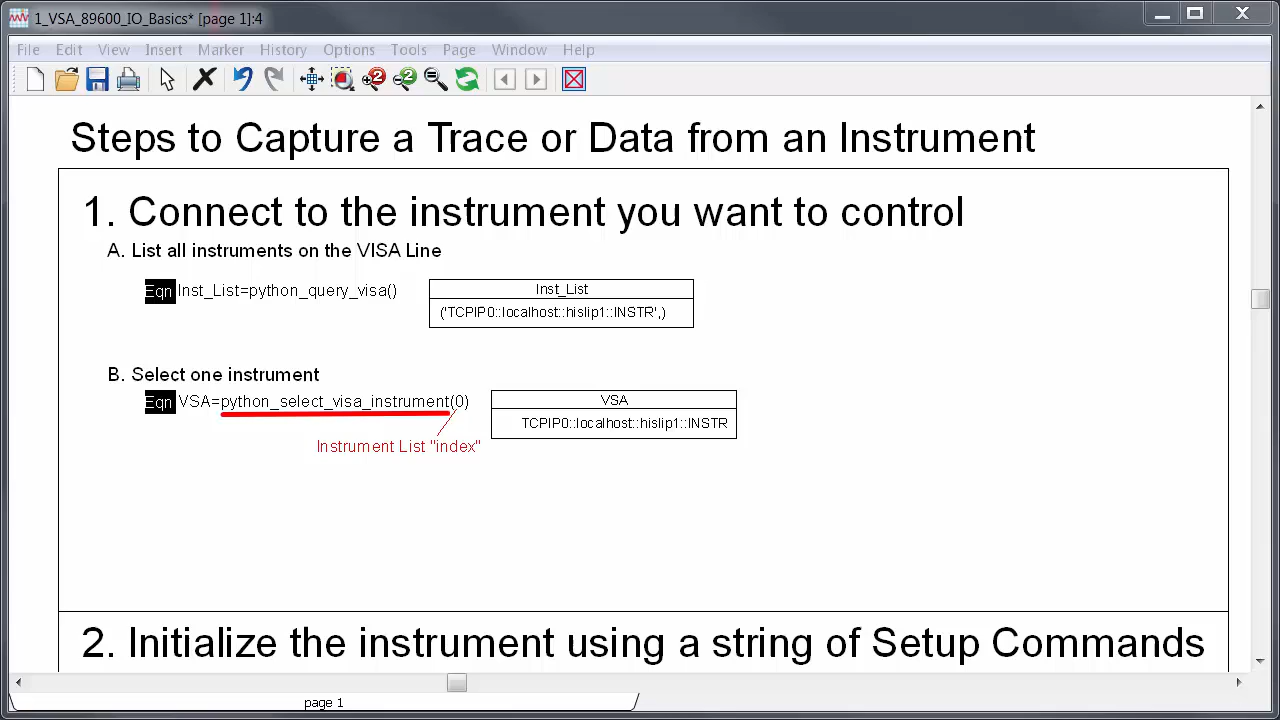 1_VSA_89600_IO_Basics* [page 1]:4
File Edit View Insert Marker History Options Tools Page Window Help
Steps to Capture a Trace or Data from an Instrument
1. Connect to the instrument you want to control
A. List all instruments on the VISA Line
Eqn Inst_List=python_query_visa()
Inst_List
('TCPIP0::localhost::hislip1::INSTR',)
B. Select one instrument
Eqn VSA=python_select_visa_instrument(0)
VSA
TCPIP0::localhost::hislip1::INSTR
Instrument List "index"
2. Initialize the instrument using a string of Setup Commands
page 1